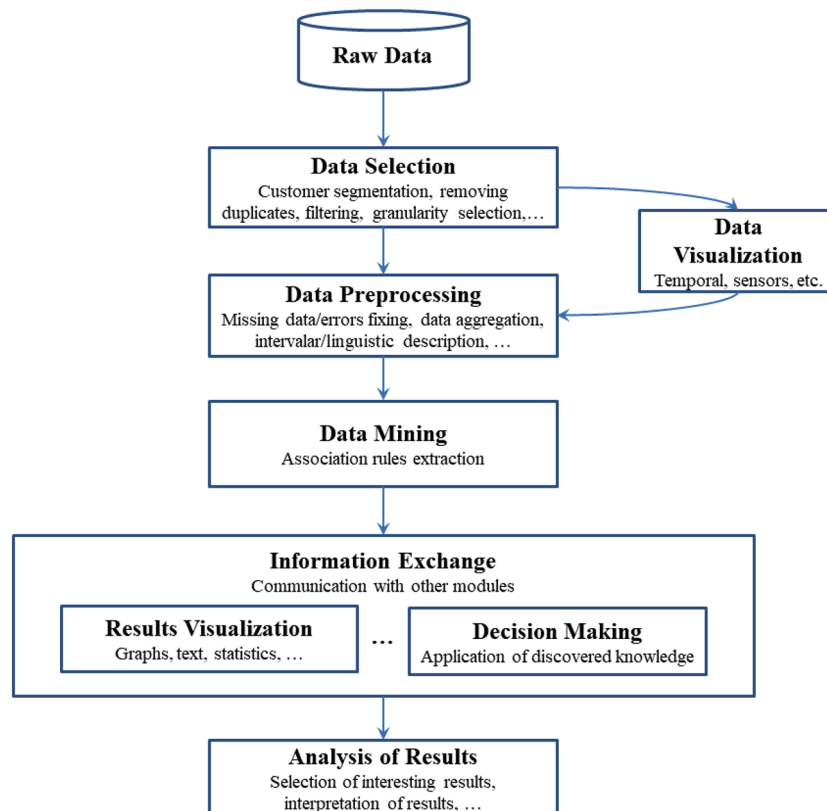 Raw Data
Data Selection
Customer segmentation, removing
duplicates, filtering, granularity selection,...
Data
Visualization
Temporal, sensors, etc.
Data Preprocessing
Missing data/errors fixing, data aggregation,
intervalar/linguistic description, ...
Data Mining
Association rules extraction
Information Exchange
Communication with other modules
Results Visualization
Graphs, text, statistics, ...
...
Decision Making
Application of discovered knowledge
Analysis of Results
Selection of interesting results,
interpretation of results, ...